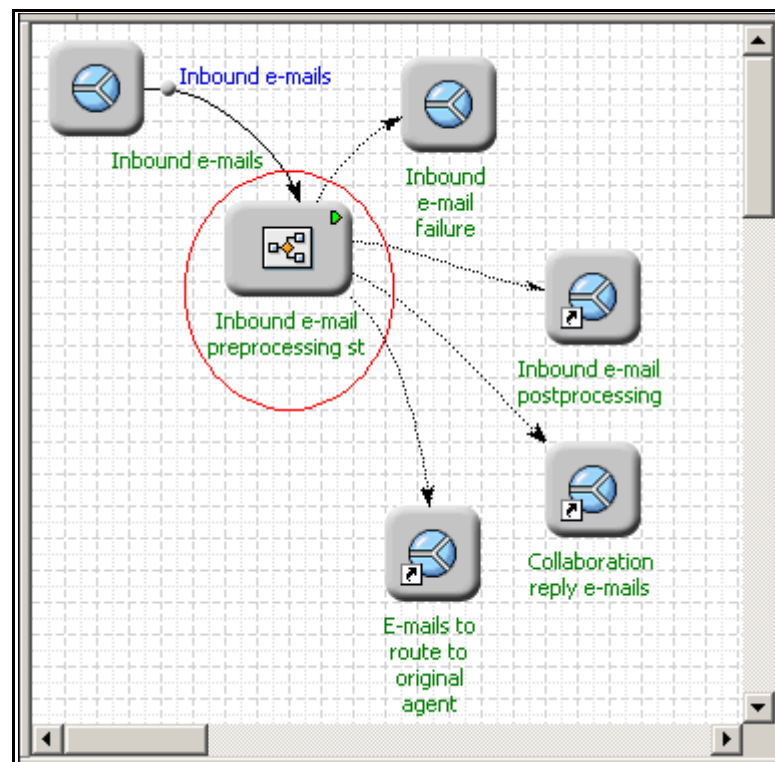 Inbound e-mails
Inbound e-mails
Inbound
e-mail
failure
Inbound e-mail
preprocessing st
Inbound e-mail
postprocessing
Collaboration
reply e-mails
E-mails to
route to
original
agent